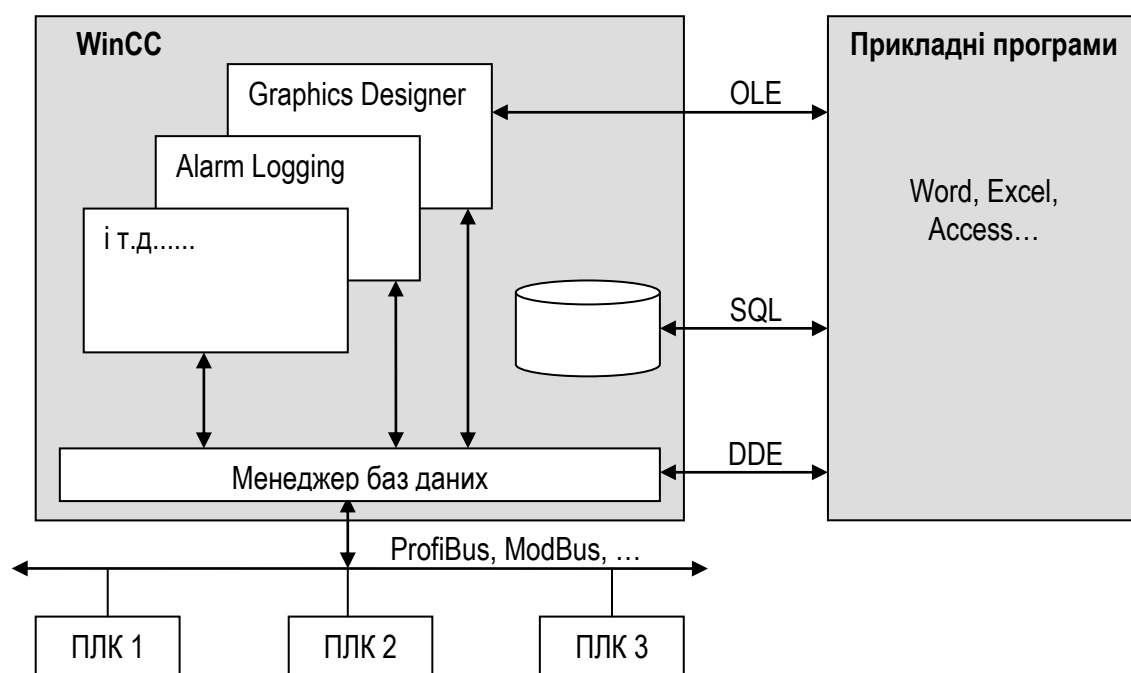 WinCC
Прикладні програми
Graphics Designer
OLE
Alarm Logging
Word, Excel,
Access…
і т.д......
SQL
DDE
Менеджер баз даних
ProfiBus, ModBus, …
ПЛК 1
ПЛК 2
ПЛК 3